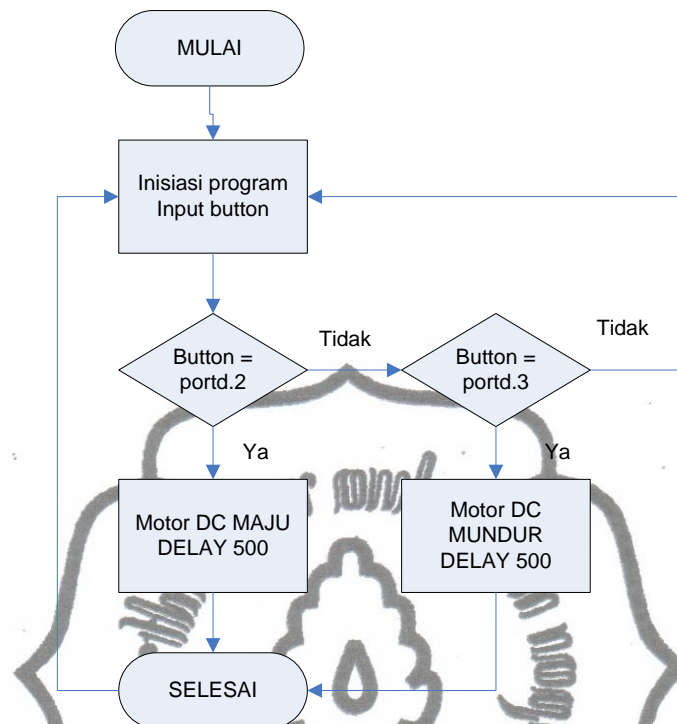 MULAI
Inisiasi program
Input button
Button =
portd.2
Tidak
Button =
portd.3
Tidak
Ya
Ya
Motor DC MAJU
DELAY 500
Motor DC
MUNDUR
DELAY 500
SELESAI